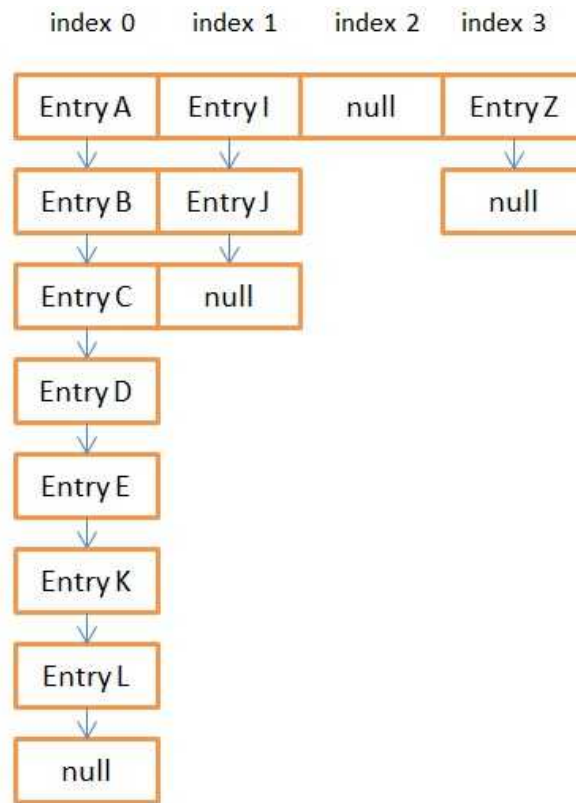 index 0 index 1 index 2 index 3
Entry A Entry I null Entry Z
Entry B Entry J null
Entry C null
Entry D
Entry E
Entry K
Entry L
null